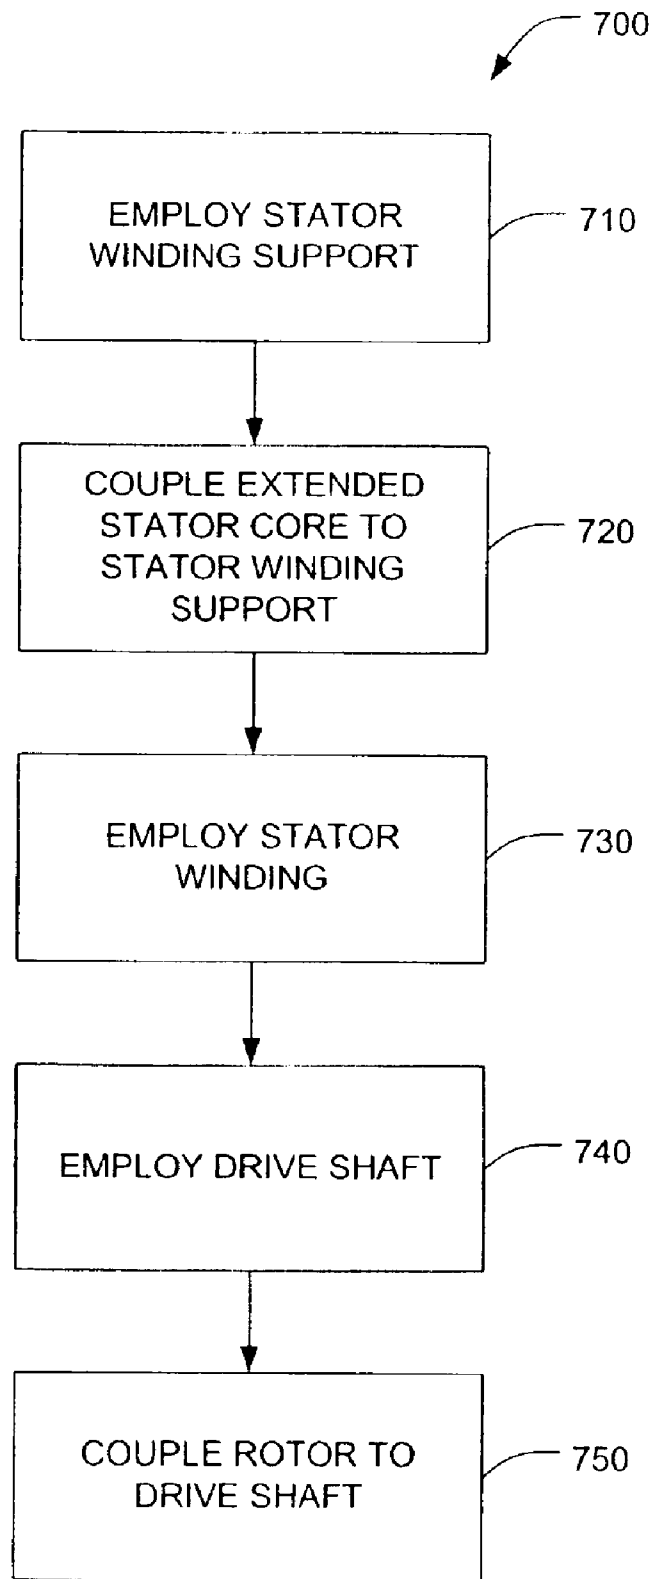 700
EMPLOY STATOR
WINDING SUPPORT
710
COUPLE EXTENDED
STATOR CORE TO
STATOR WINDING
SUPPORT
720
EMPLOY STATOR
WINDING
730
EMPLOY DRIVE SHAFT
740
COUPLE ROTOR TO
DRIVE SHAFT
750